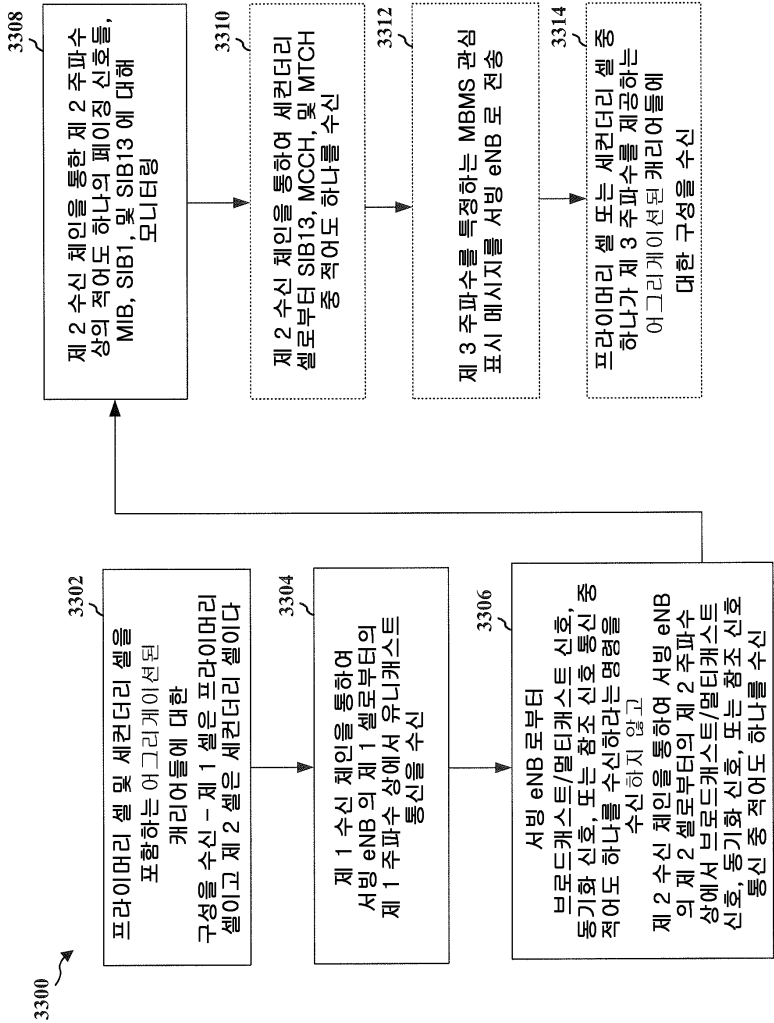 3300
3302
프라이머리 셀 및 세컨더리 셀을
포함하는 어그리게이션된
캐리어들에 대한
구성을 수신 – 제 1 셀은 프라이머리
셀이고 제 2 셀은 세컨더리 셀이다
3304
제 1 수신 체인을 통하여
서빙 eNB 의 제 1 셀로부터의
제 1 주파수 상에서 유니캐스트
통신을 수신
3306
서빙 eNB 로부터
브로드캐스트/멀티캐스트 신호,
동기화 신호, 또는 참조 신호 통신 중
적어도 하나를 수신하라는 명령을
수신하지 않고
제 2 수신 체인을 통하여 서빙 eNB
의 제 2 셀로부터의 제 2 주파수
상에서 브로드캐스트/멀티캐스트
신호, 동기화 신호, 또는 참조 신호
통신 중 적어도 하나를 수신
3308
제 2 수신 체인을 통한 제 2 주파수
상의 적어도 하나의 페이징 신호들,
MIB, SIB1, 및 SIB13 에 대해
모니터링
3310
제 2 수신 체인을 통하여 세컨더리
셀로부터 SIB13, MCCH, 및 MTCH
중 적어도 하나를 수신
3312
제 3 주파수를 특정하는 MBMS 관심
표시 메시지를 서빙 eNB 로 전송
3314
프라이머리 셀 또는 세컨더리 셀 중
하나가 제 3 주파수를 제공하는
어그리게이션된 캐리어들에
대한 구성을 수신